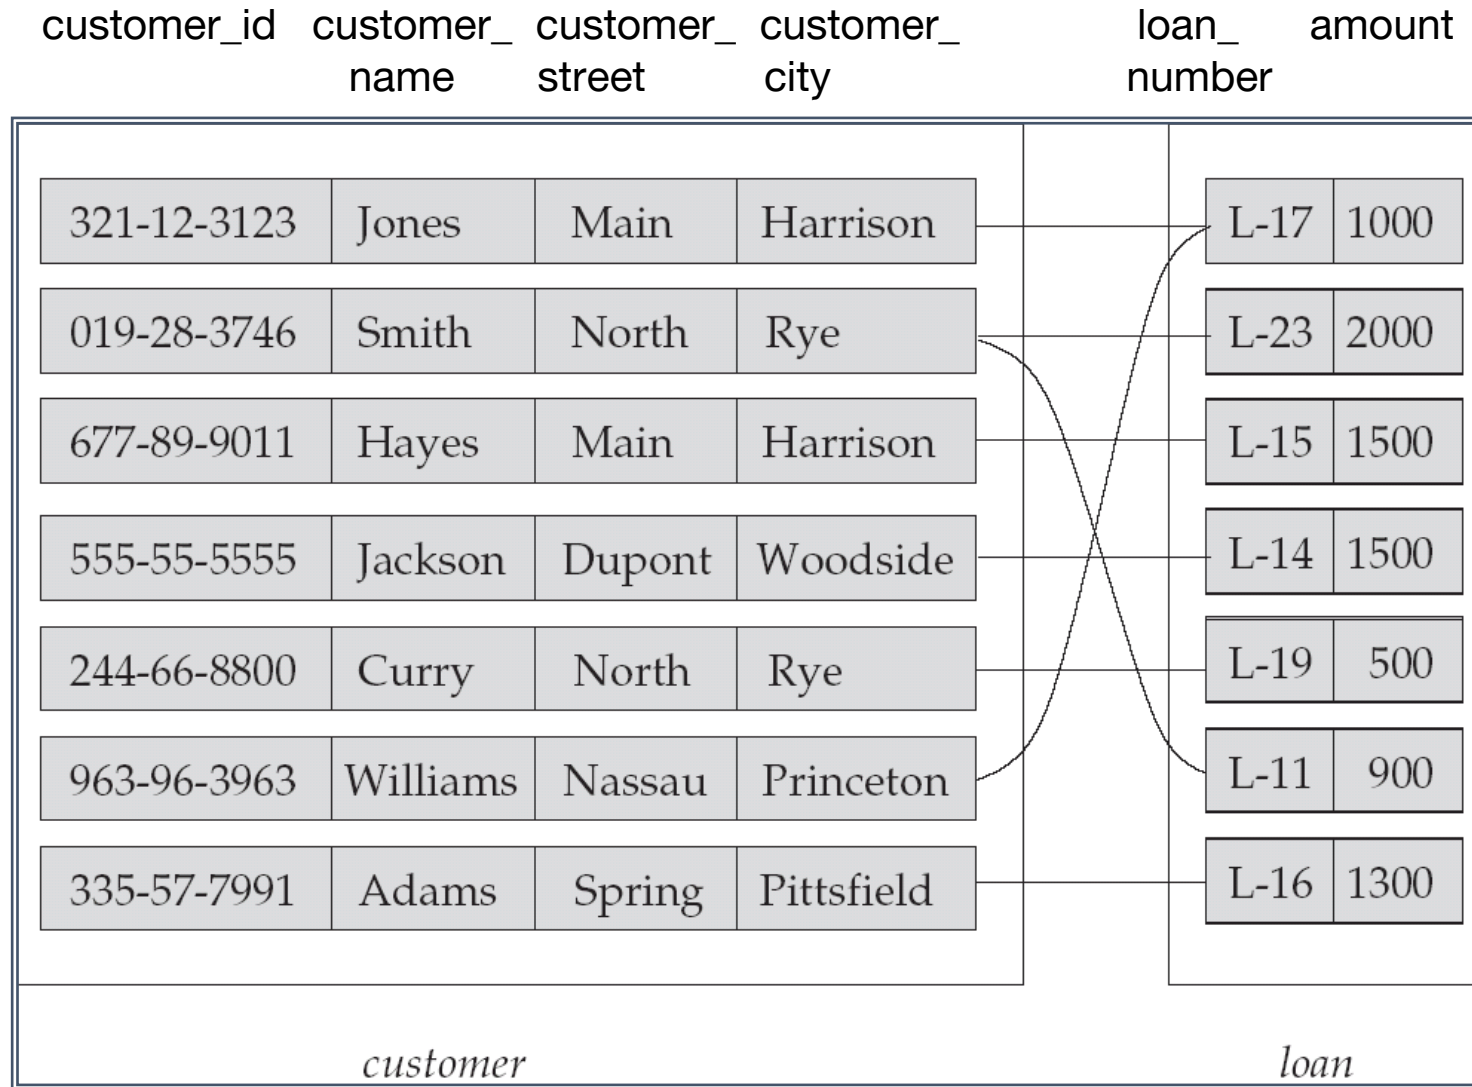 customer_id customer_ customer_ customer_ loan_ amount
name street city number
321-12-3123 Jones Main Harrison L-17 1000
019-28-3746 Smith North Rye L-23 2000
677-89-9011 Hayes Main Harrison L-15 1500
555-55-5555 Jackson Dupont Woodside L-14 1500
244-66-8800 Curry North Rye L-19 500
963-96-3963 Williams Nassau Princeton L-11 900
335-57-7991 Adams Spring Pittsfield L-16 1300
customer loan